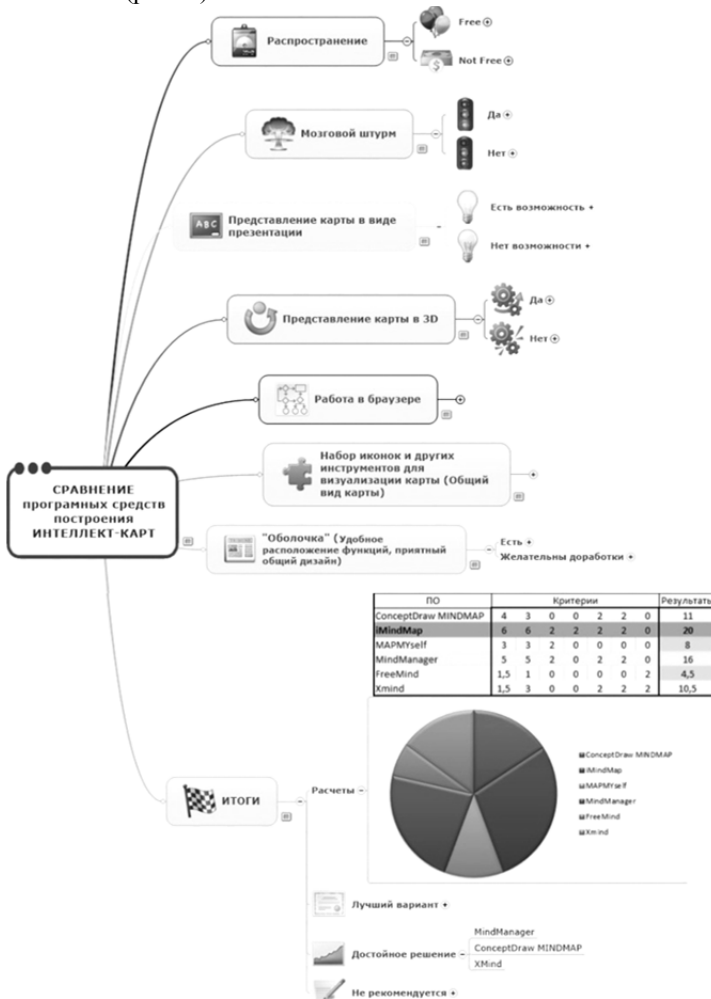 Распространение
Free
Not Free
Мозговой штурм
Да
Нет
ABC
Представление карты в виде
презентации
Есть возможность
Нет возможности
Представление карты в 3D
Да
Нет
Работа в браузере
Набор иконок и других
инструментов для
визуализации карты (Общий
вид карты)
СРАВНЕНИЕ
програмных средств
построения
ИНТЕЛЛЕКТ-КАРТ
"Оболочка" (Удобное
расположение функций, приятный
общий дизайн)
Есть
Желательны доработки
ПО Критерии Результаты
ConceptDraw MINDMAP 4 3 0 0 2 2 0 11
iMindMap 6 6 2 2 2 2 0 20
MAPMYself 3 3 2 0 0 0 0 8
MindManager 5 5 2 0 2 2 0 16
FreeMind 1,5 1 0 0 0 0 2 4,5
Xmind 1,5 3 0 0 2 2 2 10,5
ConceptDraw MINDMAP
iMindMap
MAPMYself
MindManager
FreeMind
Xmind
ИТОГИ
Расчеты
Лучший вариант
Достойное решение
MindManager
ConceptDraw MINDMAP
XMind
Не рекомендуется